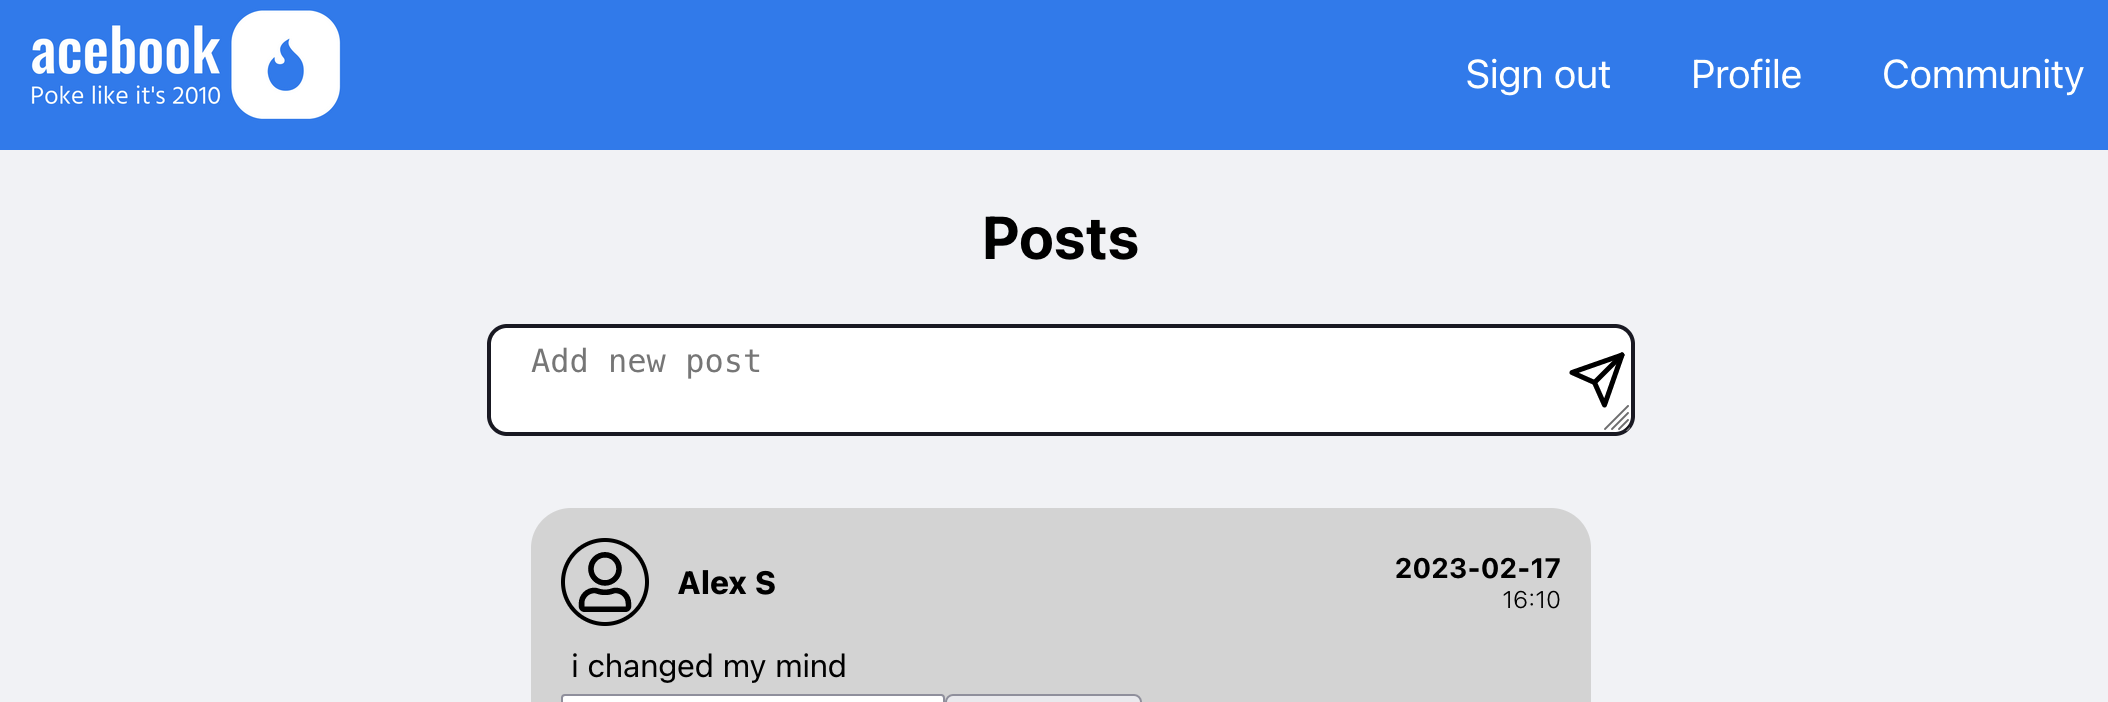 acebook
Poke like it's 2010
Sign out Profile Community
Posts
Add new post
Alex S
2023-02-17
16:10
i changed my mind